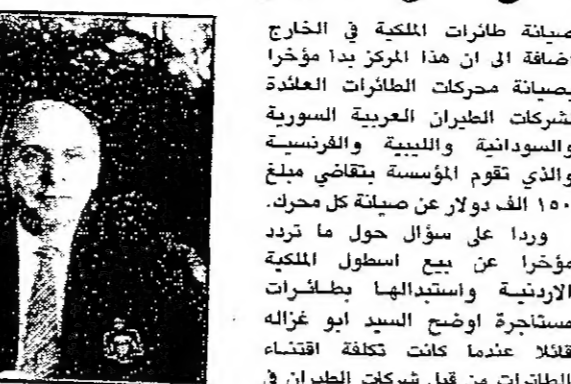 صيانة طائرات الملكية في الخارج
اضافة الى ان هذا المركز بدا مؤخرا
بصيانة محركات الطائرات العائدة
لشركات الطيران العربية السورية
والسودانية والليبية والفرنسية
والذي تقوم المؤسسة بتقاضي مبلغ
١٥٠ الف دولار عن صيانة كل محرك.
وردا على سؤال حول ما تردد
مؤخرا عن بيع اسطول الملكية
الاردنية واستبدالها بطائرات
مستاجرة اوضح السيد ابو غزاله
قائلا عندما كانت تكلفة اقتناء
الطائرات من قبل شركات الطيران في